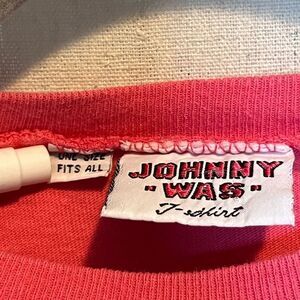 ONE SIZE
FITS ALL
JOHNNY
"WAS"
T-shirt